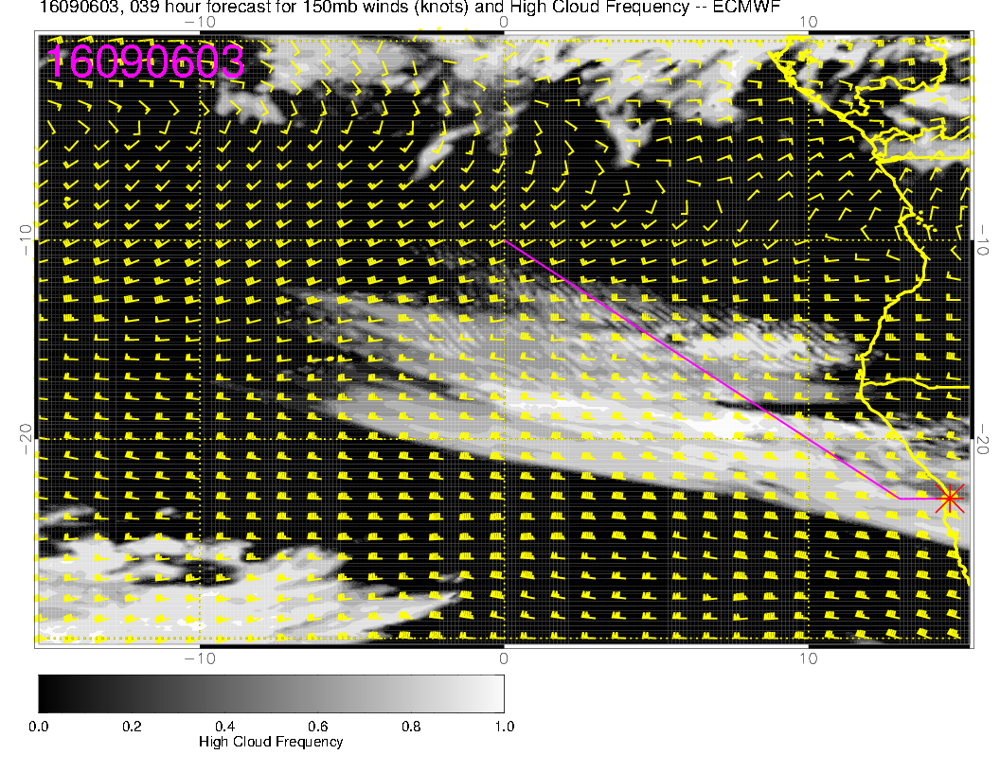 16090603, 039 hour forecast for 150mb winds (knots) and High Cloud Frequency -- ECMWF
−10 0 10
16090603
−10 −10
−20 −20
−10 0 10
0.0 0.2 0.4 0.6 0.8 1.0
High Cloud Frequency